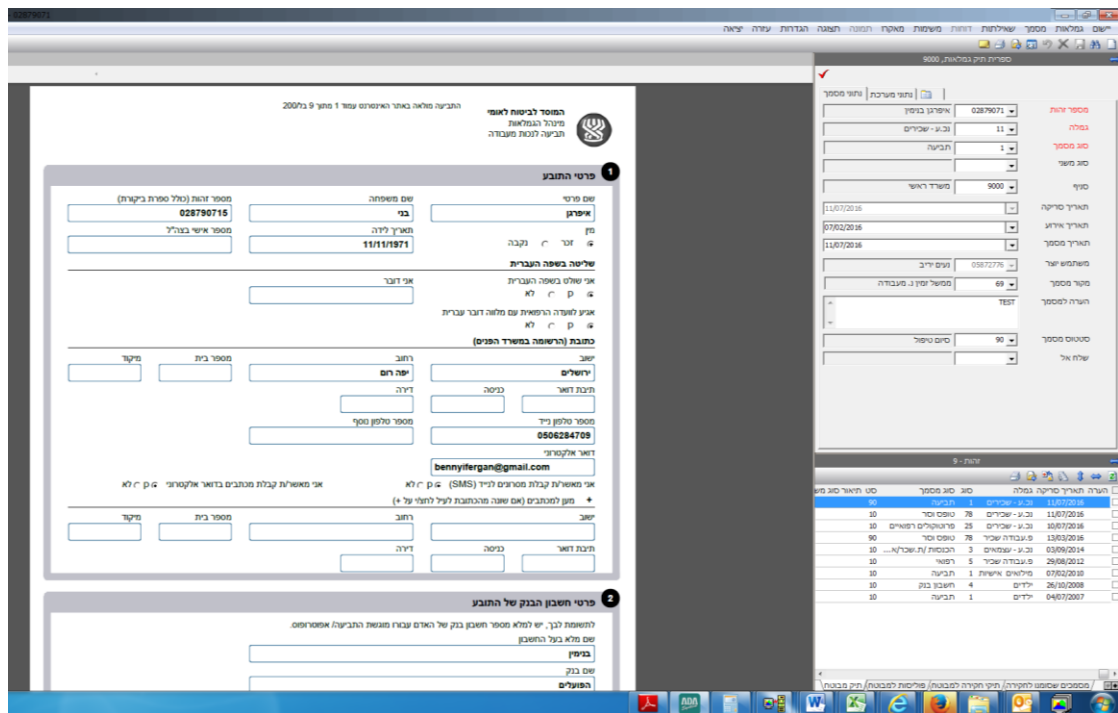 02879071
יישום גמלאות מסמך שאילתות דוחות משימות מאקרו תמונה תצוגה הגדרות עזרה יציאה
ספרית תיק גמלאות, 9000
נתוני מסמך נתוני מערכת
מספר זהות 02879071 איפרגן בנימין
גמלה 11 נכ.ע - שכירים
סוג מסמך 1 תביעה
סוג משני
סניף 9000 משרד ראשי
תאריך סריקה 11/07/2016
תאריך אירוע 07/02/2016
תאריך מסמך 11/07/2016
משתמש יוצר 05872776 נעים יריב
מקור מסמך 69 ממשל זמין נ. מעבודה
הערה למסמך TEST
סטטוס מסמך 90 סיום טיפול
שלח אל
זהות - 9
הערה תאריך סריקה גמלה סוג סוג מסמך סט תיאור סוג מש
11/07/2016 נכ.ע - שכירים 1 תביעה 90
11/07/2016 נכ.ע - שכירים 78 טופס וסר 10
10/07/2016 נכ.ע - שכירים 25 פרוטוקולים רפואיים 10
13/03/2016 פ.עבודה שכיר 78 טופס וסר 90
03/09/2014 נכ.ע - עצמאים 3 הכנסות /ת.שכר/א... 10
29/08/2012 פ.עבודה שכיר 5 רפואי 10
07/02/2010 מילואים אישיות 1 תביעה 10
26/10/2008 ילדים 4 חשבון בנק 10
04/07/2007 ילדים 1 תביעה 10
מסמכים שסומנו לחקירה / תיקי חקירה למבוטח / פוליסות למבוטח / תיק מבוטח
התביעה מולאה באתר האינטרנט עמוד 1 מתוך 9 בל/200
המוסד לביטוח לאומי
מינהל הגמלאות
תביעה לנכות מעבודה
1 פרטי התובע
שם פרטי שם משפחה מספר זהות (כולל ספרת ביקורת)
איפרגן בני 028790715
מין תאריך לידה מספר אישי בצה"ל
זכר נקבה 11/11/1971
שליטה בשפה העברית
אני שולט בשפה העברית אני דובר
כן לא
אגיע לוועדה הרפואית עם מלווה דובר עברית
כן לא
כתובת (הרשומה במשרד הפנים)
ישוב רחוב מספר בית מיקוד
ירושלים יפה רום
תיבת דואר כניסה דירה
מספר טלפון נייד מספר טלפון נוסף
0506284709
דואר אלקטרוני
bennyifergan@gmail.com
אני מאשר/ת קבלת מסרונים לנייד (SMS) כן לא אני מאשר/ת קבלת מכתבים בדואר אלקטרוני כן לא
+ מען למכתבים (אם שונה מהכתובת לעיל לחצ/י על +)
ישוב רחוב מספר בית מיקוד
תיבת דואר כניסה דירה
2 פרטי חשבון הבנק של התובע
לתשומת לבך, יש למלא מספר חשבון בנק של האדם עבורו מוגשת התביעה/ אפוטרופוס.
שם מלא בעל החשבון
בנימין
שם בנק
הפועלים